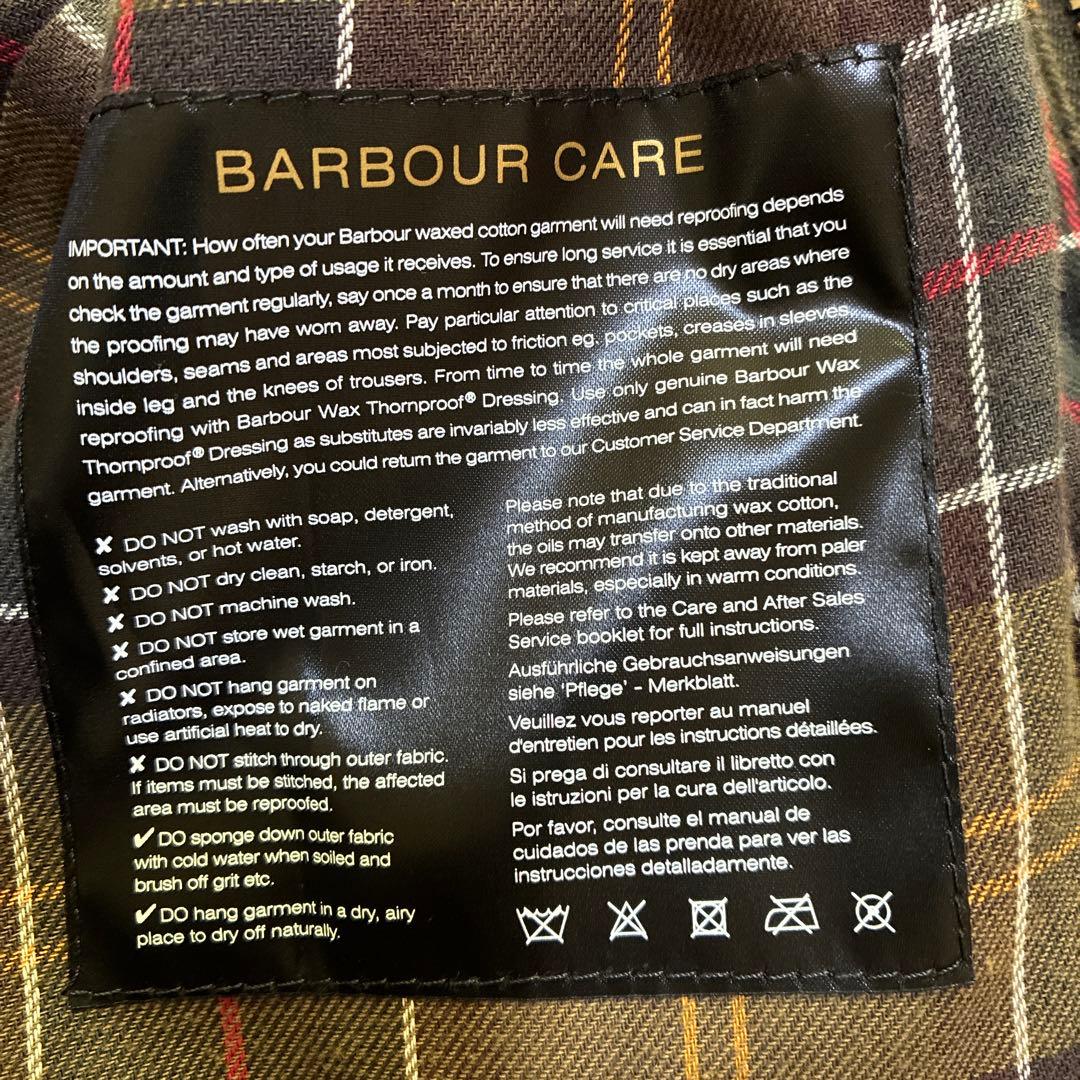 BARBOUR CARE
IMPORTANT: How often your Barbour waxed cotton garment will need reproofing depends
on the amount and type of usage it receives. To ensure long service it is essential that you
check the garment regularly, say once a month to ensure that there are no dry areas where
the proofing may have worn away. Pay particular attention to critical places such as the
shoulders, seams and areas most subjected to friction eg. pockets, creases in sleeves,
inside leg and the knees of trousers. From time to time the whole garment will need
reproofing with Barbour Wax Thornproof® Dressing. Use only genuine Barbour Wax
Thornproof® Dressing as substitutes are invariably less effective and can in fact harm the
garment. Alternatively, you could return the garment to our Customer Service Department.
✘ DO NOT wash with soap, detergent,
solvents, or hot water.
✘ DO NOT dry clean, starch, or iron.
✘ DO NOT machine wash.
✘ DO NOT store wet garment in a
confined area.
✘ DO NOT hang garment on
radiators, expose to naked flame or
use artificial heat to dry.
✘ DO NOT stitch through outer fabric.
If items must be stitched, the affected
area must be reproofed.
✔ DO sponge down outer fabric
with cold water when soiled and
brush off grit etc.
✔ DO hang garment in a dry, airy
place to dry off naturally.
Please note that due to the traditional
method of manufacturing wax cotton,
the oils may transfer onto other materials.
We recommend it is kept away from paler
materials, especially in warm conditions.
Please refer to the Care and After Sales
Service booklet for full instructions.
Ausführliche Gebrauchsanweisungen
siehe 'Pflege' - Merkblatt.
Veuillez vous reporter au manuel
d'entretien pour les instructions détaillées.
Si prega di consultare il libretto con
le istruzioni per la cura dell'articolo.
Por favor, consulte el manual de
cuidados de las prenda para ver las
instrucciones detalladamente.